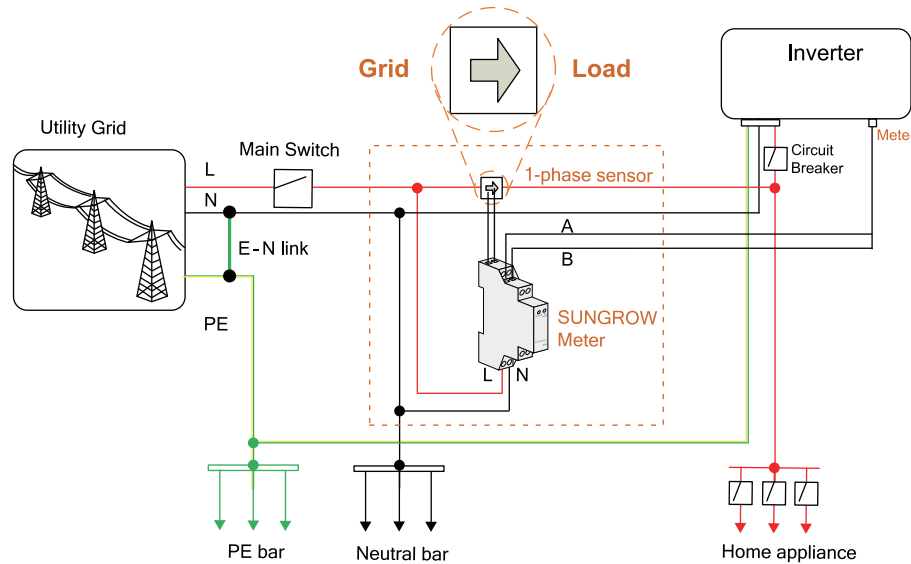 Grid
Load
Inverter
Utility Grid
Meter
L
Main Switch
Circuit
Breaker
1-phase sensor
N
A
E-N link
B
PE
SUNGROW
Meter
L
N
PE bar
Neutral bar
Home appliance